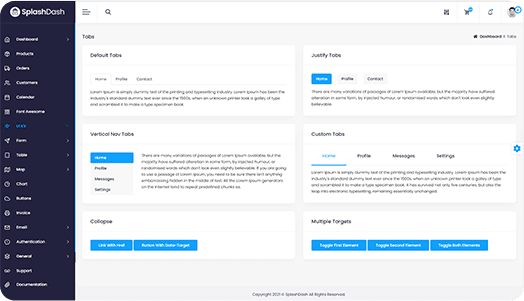 SplashDash
Dashboard
Products
Orders
Customers
Calendar
Font Awesome
Form
Table
Map
Chart
Buttons
Invoice
Email
Authentication
General
Support
Documentation
Tabs
Dashboard
Tabs
Default Tabs
Home Profile Contact
Lorem Ipsum is simply dummy text of the printing and typesetting industry. Lorem Ipsum has been
the industry's standard dummy text ever since the 1500s, when an unknown printer took a galley of type
and scrambled it to make a type specimen book.
Justify Tabs
Home Profile Contact
There are many variations of passages of Lorem Ipsum available, but the majority have suffered
alteration in some form, by injected humour, or randomised words which don't look even slightly
believable.
Vertical Nav Tabs
Home
Profile
Messages
Settings
There are many variations of passages of Lorem Ipsum available, but the
majority have suffered alteration in some form, by injected humour, or
randomised words which don't look even slightly believable. If you are going
to use a passage of Lorem Ipsum, you need to be sure there isn't anything
embarrassing hidden in the middle of text. All the Lorem Ipsum generators
on the Internet tend to repeat predefined chunks as.
Custom Tabs
Home Profile Messages Settings
Lorem Ipsum is simply dummy text of the printing and typesetting industry. Lorem Ipsum has been the
industry's standard dummy text ever since the 1500s, when an unknown printer took a galley of type and
scrambled it to make a type specimen book. It has survived not only five centuries, but also the
leap into electronic typesetting, remaining essentially unchanged.
Collapse
Link With Href Button With Data-Target
Multiple Targets
Toggle First Element Toggle Second Element Toggle Both Elements
Copyright 2021 © SplashDash All Rights Reserved.